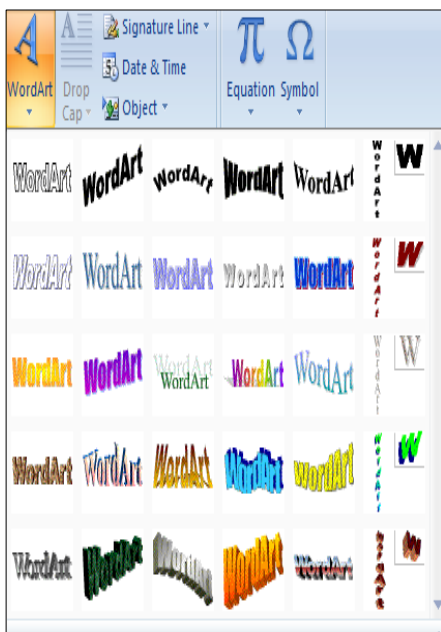 A A
WordArt
Drop
Cap
Signature Line
Date & Time
Object
π Ω
Equation Symbol
WordArt WordArt WordArt WordArt WordArt WordArt W
WordArt WordArt WordArt WordArt WordArt WordArt W
WordArt WordArt WordArt WordArt WordArt WordArt W
WordArt WordArt WordArt WordArt WordArt WordArt W
WordArt WordArt WordArt WordArt WordArt WordArt W